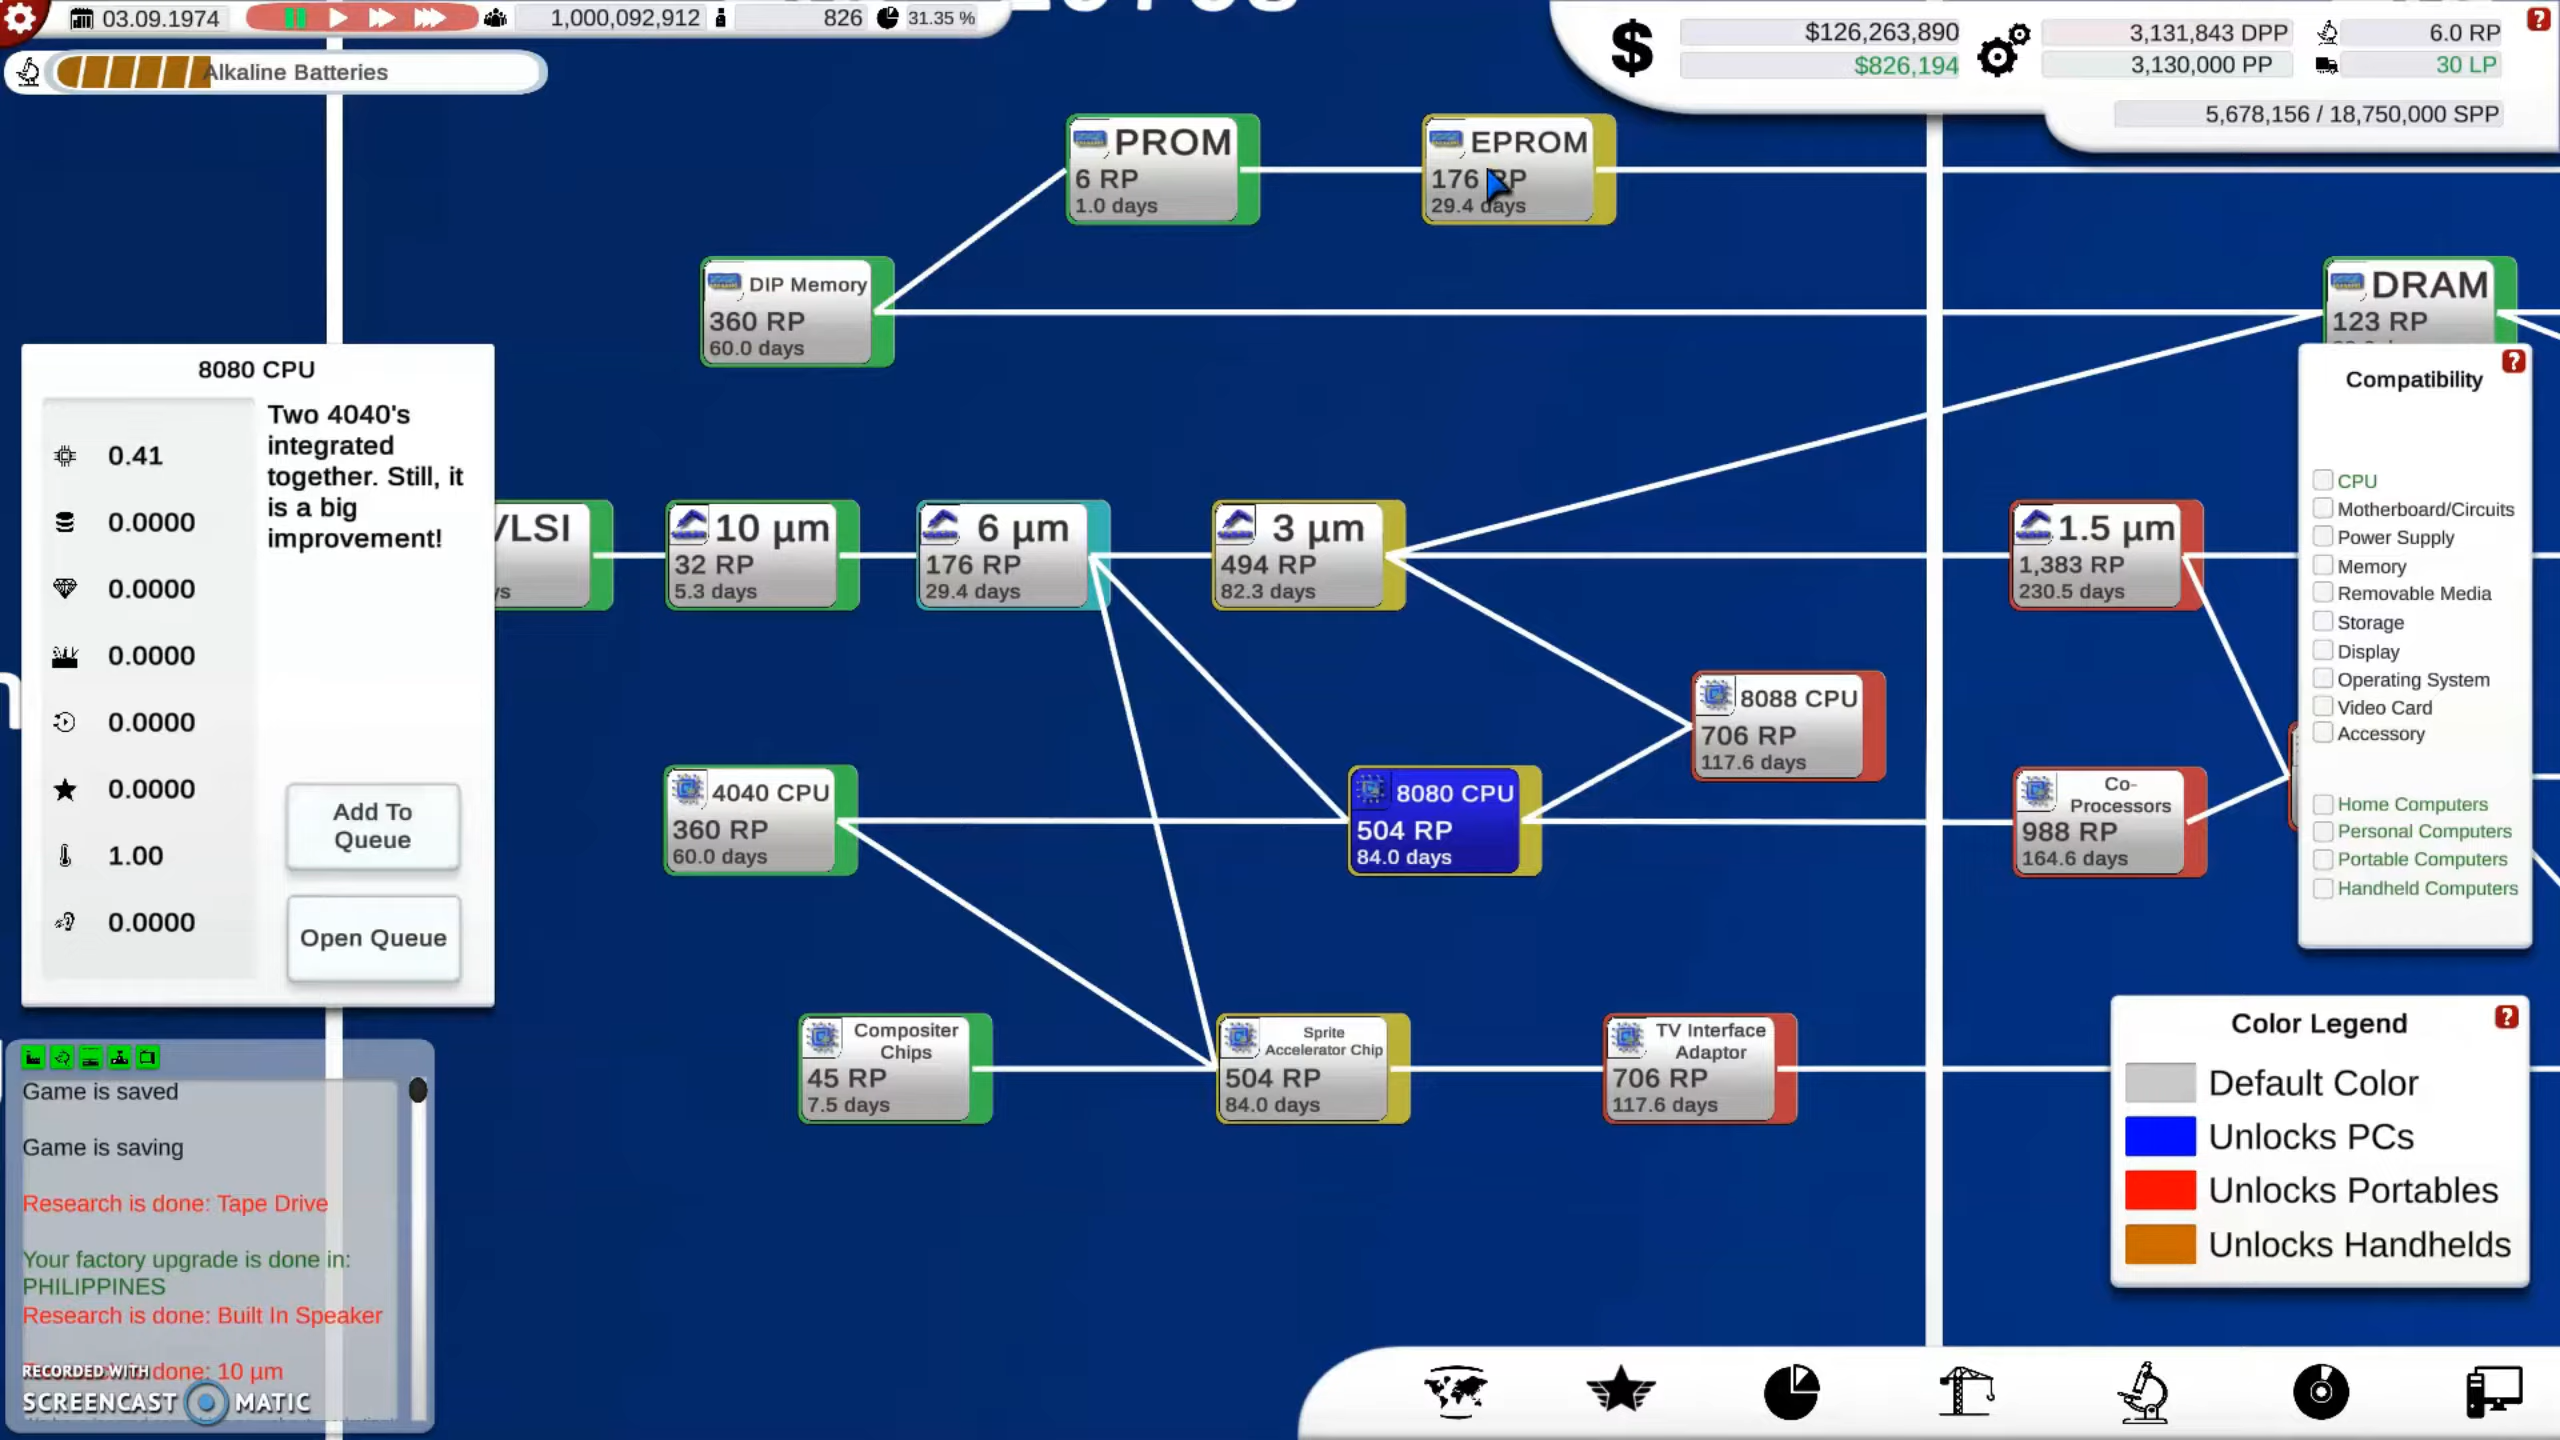 03.09.1974
1,000,092,912
826
31.35 %
$126,263,890
3,131,843 DPP
6.0 RP
$826,194
3,130,000 PP
30 LP
5,678,156 / 18,750,000 SPP
Alkaline Batteries
PROM
6 RP
1.0 days
EPROM
176 RP
29.4 days
DIP Memory
360 RP
60.0 days
DRAM
123 RP
8080 CPU
Two 4040's
integrated
together. Still, it
is a big
improvement!
0.41
0.0000
0.0000
0.0000
0.0000
0.0000
1.00
0.0000
Add To
Queue
Open Queue
VLSI
10 µm
32 RP
5.3 days
6 µm
176 RP
29.4 days
3 µm
494 RP
82.3 days
1.5 µm
1,383 RP
230.5 days
8088 CPU
706 RP
117.6 days
4040 CPU
360 RP
60.0 days
8080 CPU
504 RP
84.0 days
Co-
Processors
988 RP
164.6 days
Compositer
Chips
45 RP
7.5 days
Sprite
Accelerator Chip
504 RP
84.0 days
TV Interface
Adaptor
706 RP
117.6 days
Compatibility
CPU
Motherboard/Circuits
Power Supply
Memory
Removable Media
Storage
Display
Operating System
Video Card
Accessory
Home Computers
Personal Computers
Portable Computers
Handheld Computers
Color Legend
Default Color
Unlocks PCs
Unlocks Portables
Unlocks Handhelds
Game is saved
Game is saving
Research is done: Tape Drive
Your factory upgrade is done in:
PHILIPPINES
Research is done: Built In Speaker
done: 10 µm
RECORDED WITH
SCREENCAST MATIC